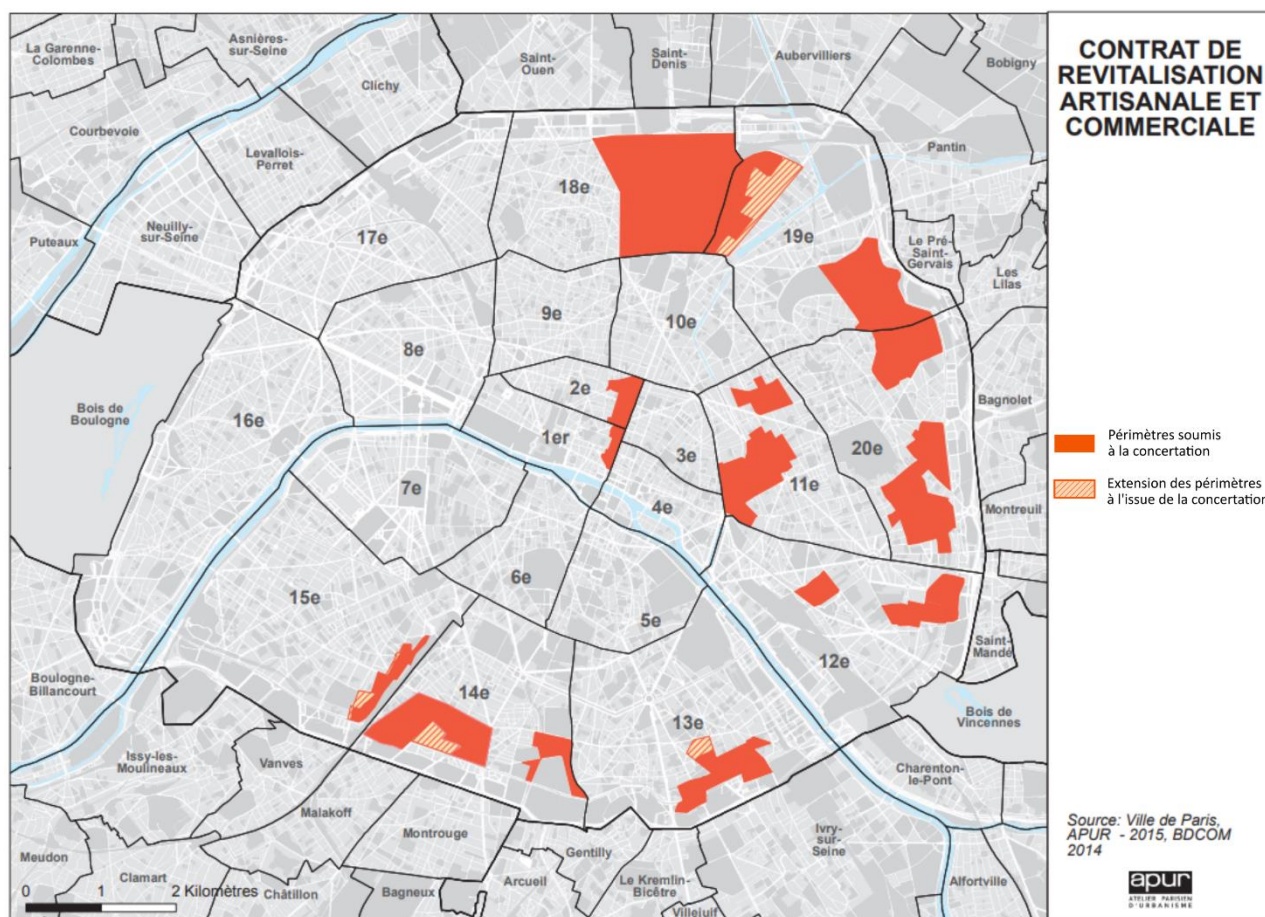 La Garenne-
Colombes
Asnières-
sur-Seine
Clichy
Saint-
Ouen
Saint-
Denis
Aubervilliers
Bobigny
Courbevoie
Levallois-
Perret
Pantin
Puteaux
Neuilly-
sur-Seine
17e
18e
19e
Le Pré-
Saint-
Gervais
Les
Lilas
8e
9e
10e
Bois de
Boulogne
16e
2e
1er
3e
Bagnolet
20e
11e
7e
4e
Montreuil
6e
5e
15e
12e
Saint-
Mandé
Boulogne-
Billancourt
14e
13e
Bois de
Vincennes
Issy-les-
Moulineaux
Vanves
Malakoff
Montrouge
Gentilly
Ivry-
sur-
Seine
Charenton-
le-Pont
Meudon
Clamart
Châtillon
Bagneux
Arcueil
Le Kremlin-
Bicêtre
Villejuif
Alfortville
0 1 2 Kilomètres
CONTRAT DE
REVITALISATION
ARTISANALE ET
COMMERCIALE
Périmètres soumis
à la concertation
Extension des périmètres
à l'issue de la concertation
Source: Ville de Paris,
APUR - 2015, BDCOM
2014
apur
ATELIER PARISIEN
D'URBANISME